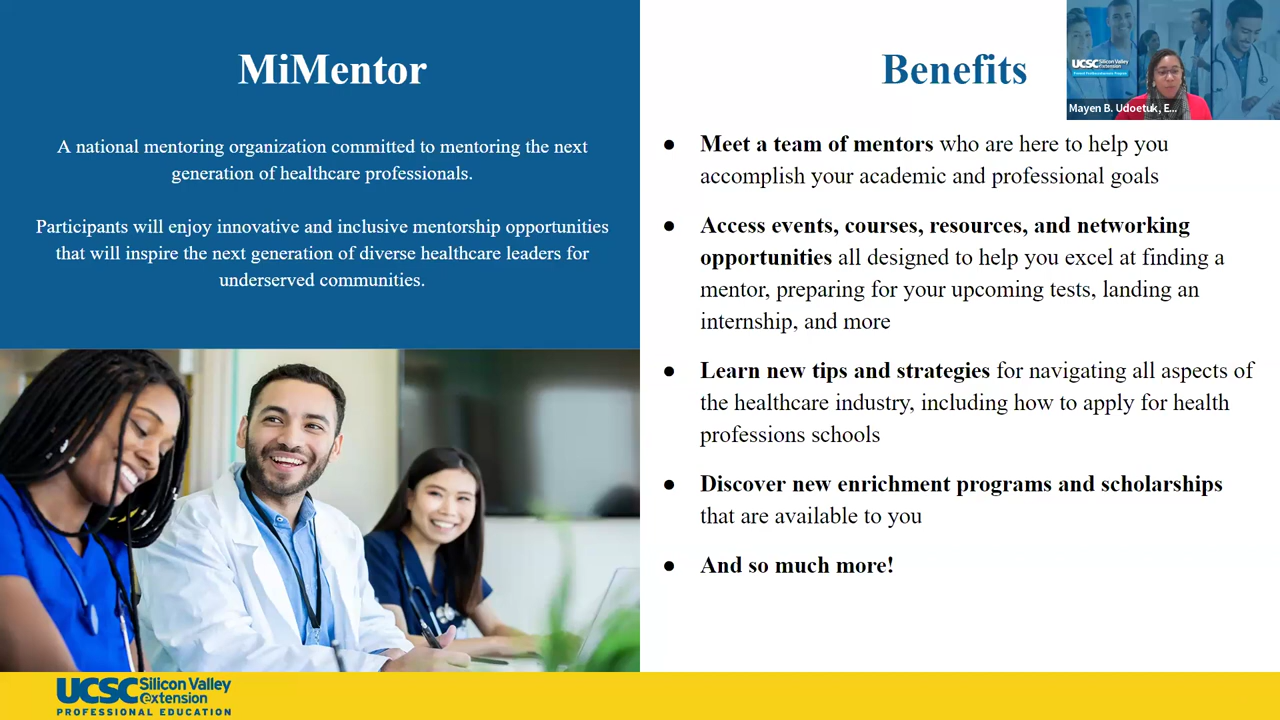 MiMentor
A national mentoring organization committed to mentoring the next
generation of healthcare professionals.
Participants will enjoy innovative and inclusive mentorship opportunities
that will inspire the next generation of diverse healthcare leaders for
underserved communities.
Benefits
● Meet a team of mentors who are here to help you
accomplish your academic and professional goals
● Access events, courses, resources, and networking
opportunities all designed to help you excel at finding a
mentor, preparing for your upcoming tests, landing an
internship, and more
● Learn new tips and strategies for navigating all aspects of
the healthcare industry, including how to apply for health
professions schools
● Discover new enrichment programs and scholarships
that are available to you
● And so much more!
UCSC Silicon Valley
Extension
Mayen B. Udoetuk, E...
UCSC Silicon Valley
extension
PROFESSIONAL EDUCATION